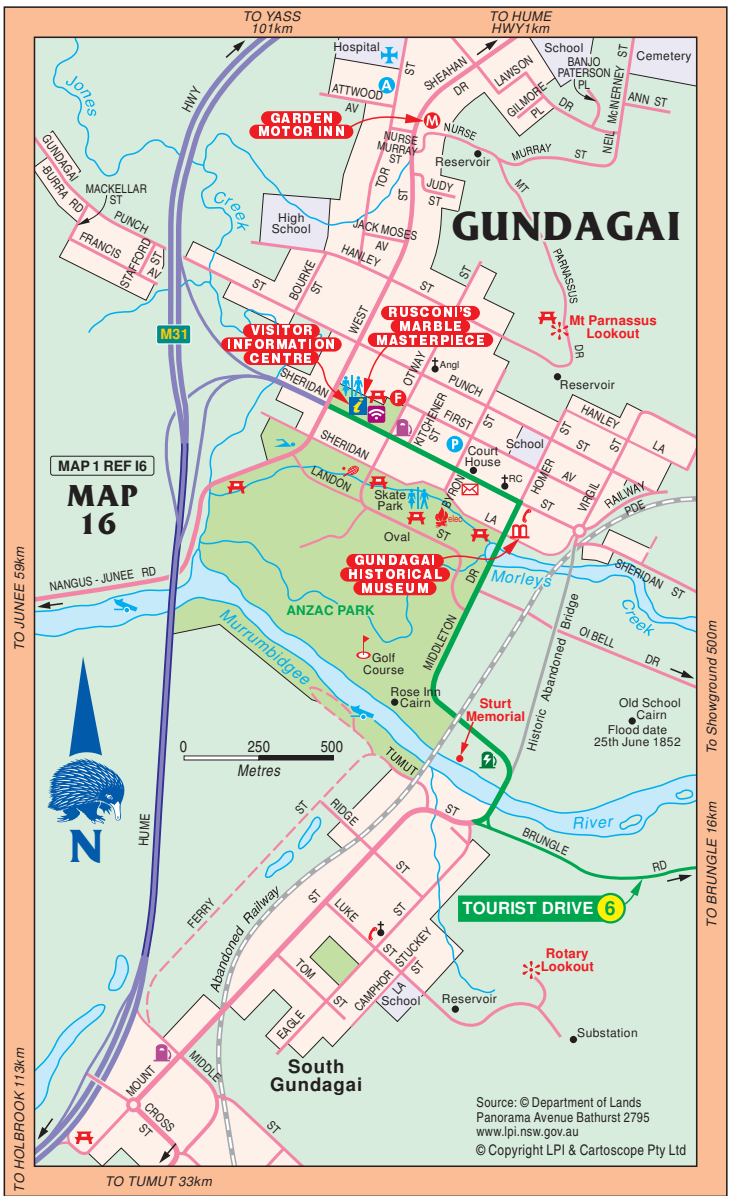 TO YASS
101km
TO HUME
HWY1km
Hospital
School
BANJO
PATERSON
PL
Cemetery
ST
ST
SHEAHAN
DR
LAWSON
GILMORE
PL
DR
NEIL McINERNEY
ANN ST
Jones
HWY
A
ATTWOOD
AV
GARDEN
MOTOR INN
M
NURSE
MURRAY
ST
NURSE
MURRAY
ST
Reservoir
TOR
ST
JUDY
ST
MT
PARNASSUS
DR
GUNDAGAI
-BURRA RD
MACKELLAR
ST
PUNCH
FRANCIS
STAFFORD
ST
AV
Creek
High
School
JACK MOSES
AV
HANLEY
ST
GUNDAGAI
BOURKE
ST
ST
WEST
ST
M31
VISITOR
INFORMATION
CENTRE
RUSCONI'S
MARBLE
MASTERPIECE
Mt Parnassus
Lookout
OTWAY
Angl
PUNCH
ST
Reservoir
SHERIDAN
i
F
KITCHENER
ST
FIRST
HANLEY
ST
LA
SHERIDAN
P
Court
House
School
ST
ST
AV
MAP 1 REF I6
MAP
16
LANDON
Skate
Park
BYRON
RC
HOMER
VIRGIL
RAILWAY
PDE
elec
Oval
ST
LA
ST
m
GUNDAGAI
HISTORICAL
MUSEUM
DR
Morleys
Creek
SHERIDAN
ST
NANGUS - JUNEE RD
TO JUNEE 59km
ANZAC PARK
MIDDLETON
OI BELL
DR
Murrumbidgee
Golf
Course
Rose Inn
Cairn
Sturt
Memorial
Historic Abandoned Bridge
Old School
Cairn
Flood date
25th June 1852
TO Showground 500m
0
250
500
Metres
TUMUT
ST
River
N
HUME
ST
RIDGE
ST
BRUNGLE
RD
TO BRUNGLE 16km
TOURIST DRIVE 6
FERRY
Abandoned Railway
ST
LUKE
ST
ST
STUCKEY
ST
TOM
ST
CAMPHOR
LA
School
EAGLE
Rotary
Lookout
Reservoir
Substation
South
Gundagai
MOUNT
MIDDLE
CROSS
ST
ST
TO HOLBROOK 113km
TO TUMUT 33km
Source: © Department of Lands
Panorama Avenue Bathurst 2795
www.lpi.nsw.gov.au
© Copyright LPI & Cartoscope Pty Ltd